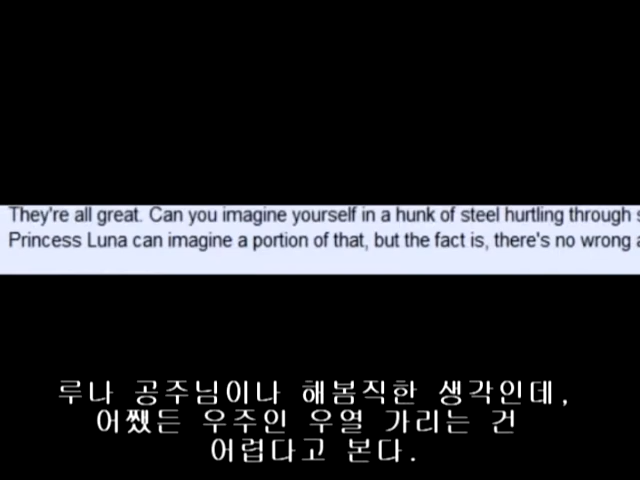 They're all great. Can you imagine yourself in a hunk of steel hurtling through
Princess Luna can imagine a portion of that, but the fact is, there's no wrong
루나 공주님이나 해봄직한 생각인데,
어쨌든 우주인 우열 가리는 건
어렵다고 본다.